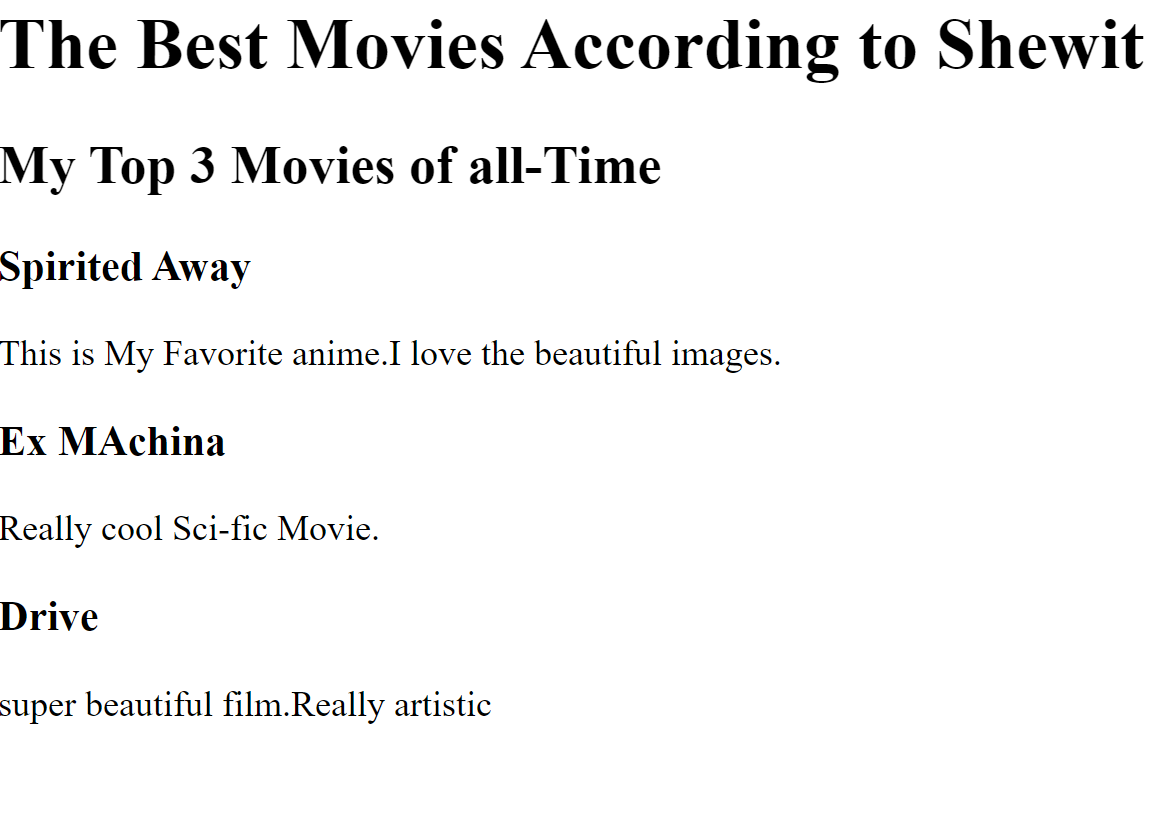 The Best Movies According to Shewit
My Top 3 Movies of all-Time
Spirited Away
This is My Favorite anime.I love the beautiful images.
Ex MAchina
Really cool Sci-fic Movie.
Drive
super beautiful film.Really artistic